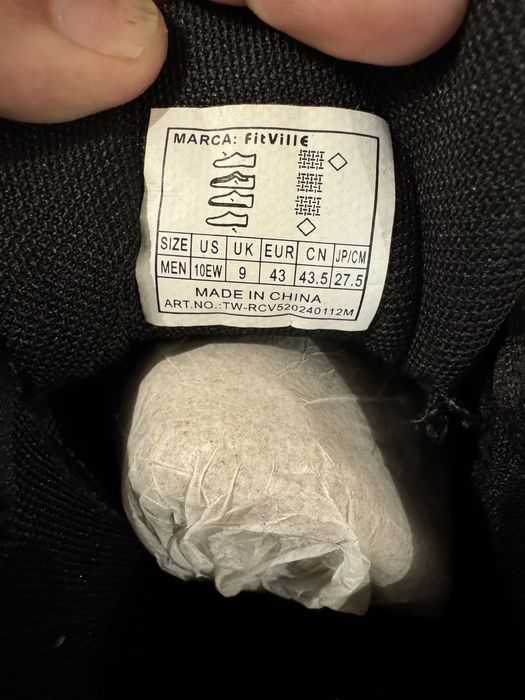 MARCA: FitVille
SIZE US UK EUR CN JP/CM
MEN 10EW 9 43 43.5 27.5
MADE IN CHINA
ART.NO.:TW-RCV520240112M